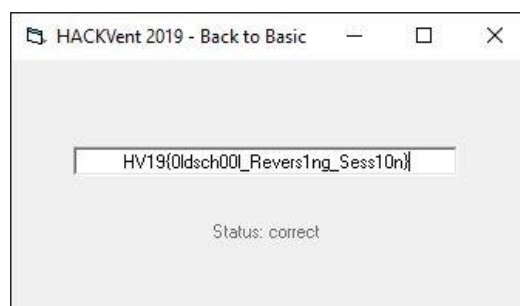 HACKVent 2019 - Back to Basic
HV19{0ldsch00l_Revers1ng_Sess10n}
Status: correct